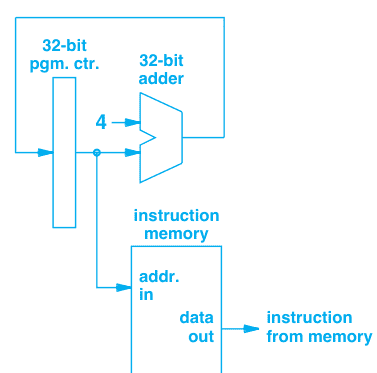 32-bit
pgm. ctr.
32-bit
adder
4
instruction
memory
addr.
in
data
out
instruction
from memory